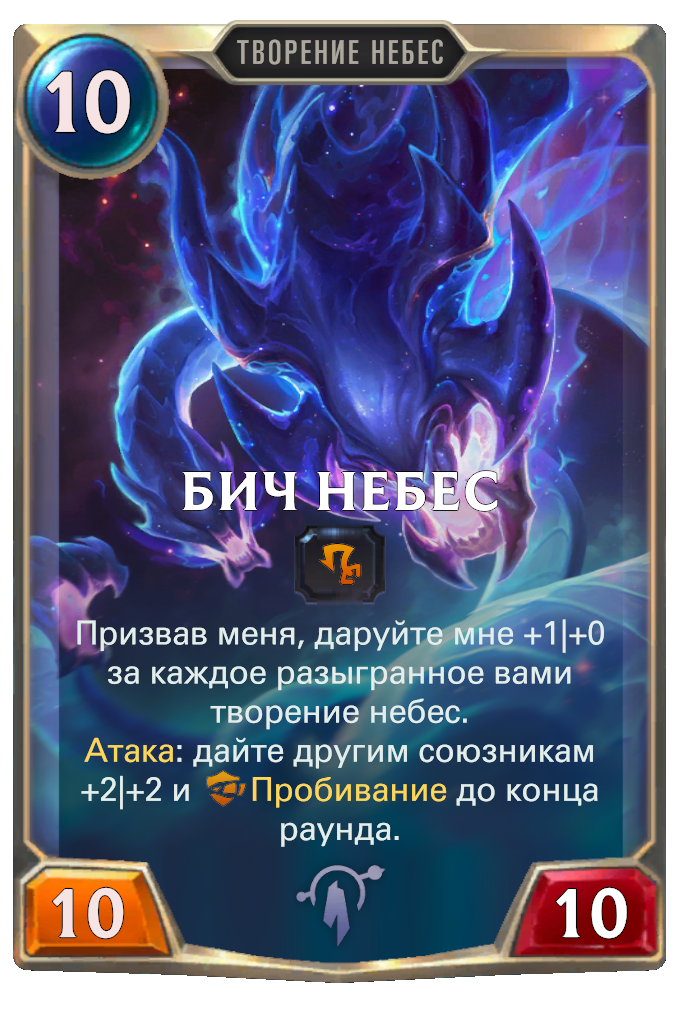 ТВОРЕНИЕ НЕБЕС
10
БИЧ НЕБЕС
Призвав меня, даруйте мне +1|+0
за каждое разыгранное вами
творение небес.
Атака: дайте другим союзникам
+2|+2 и Пробивание до конца
раунда.
10
10